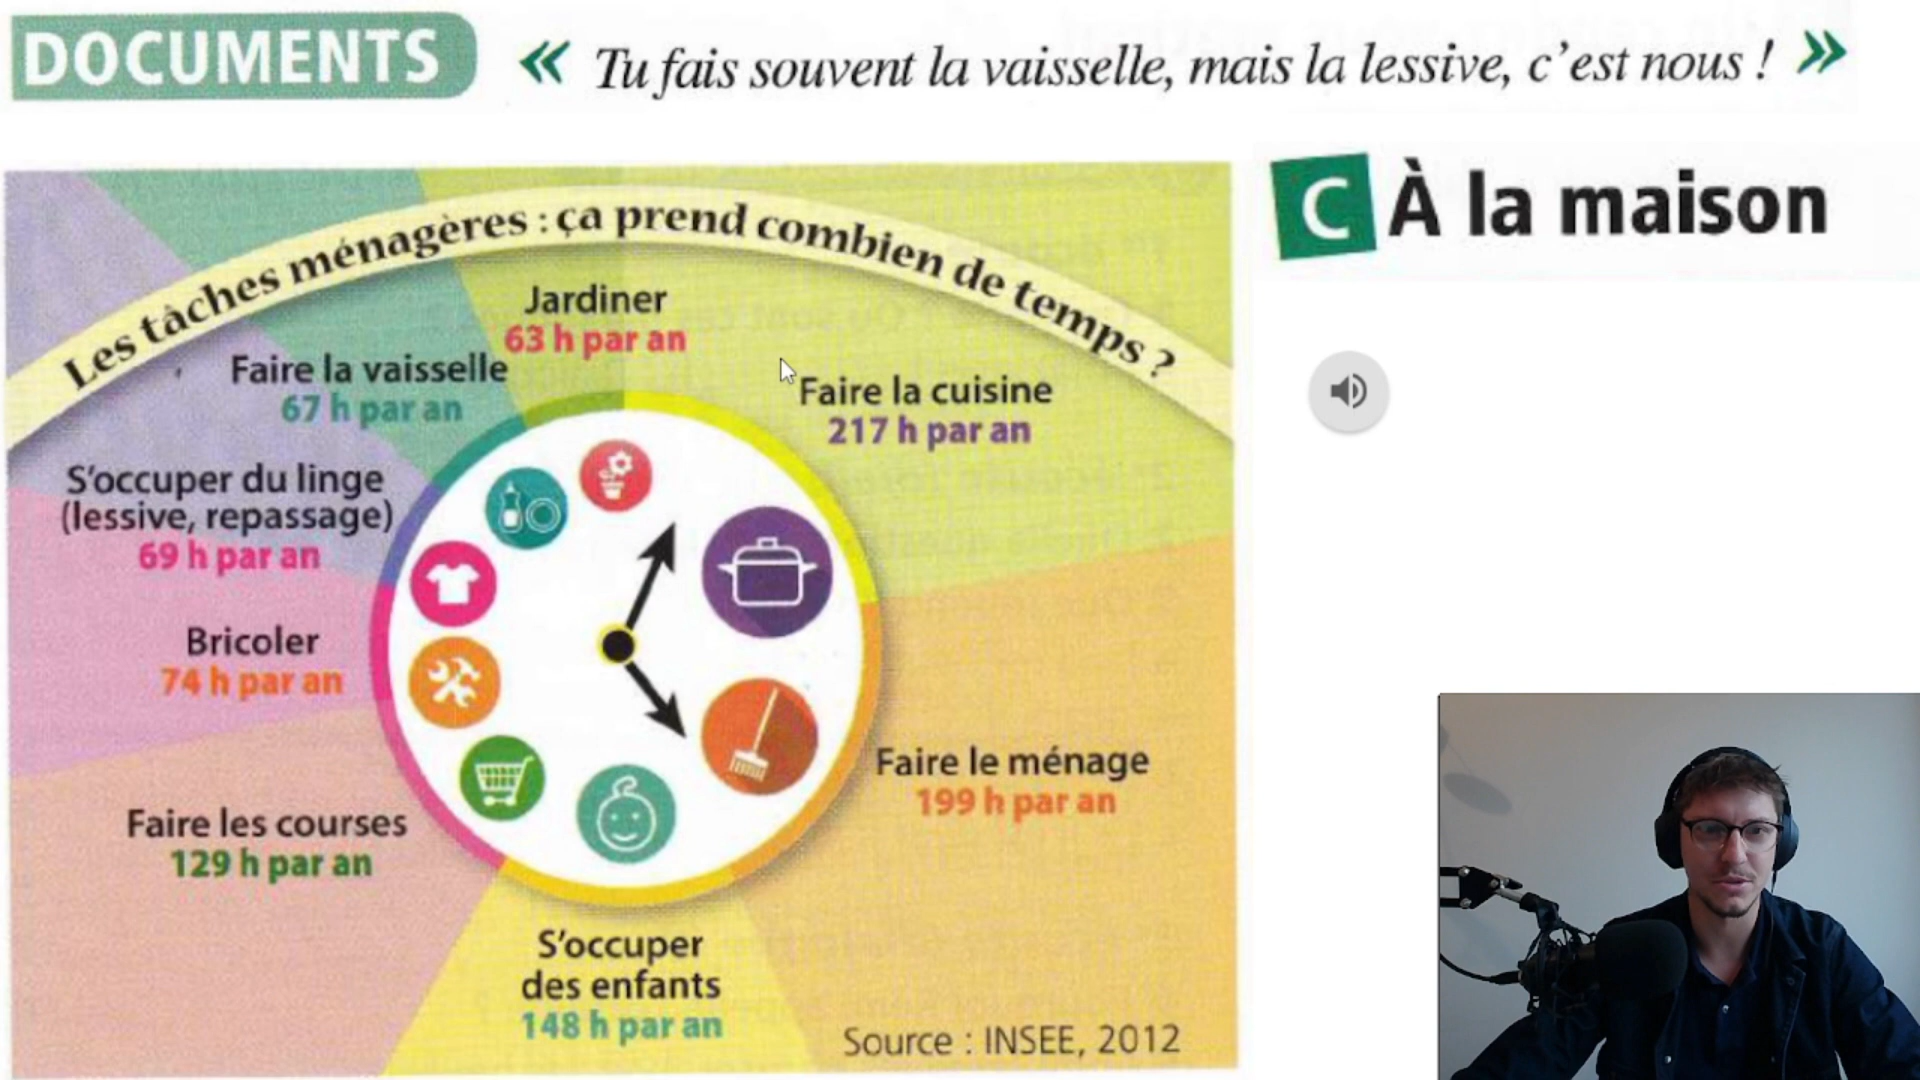 DOCUMENTS
« Tu fais souvent la vaisselle, mais la lessive, c'est nous ! »
C À la maison
Les tâches ménagères : ça prend combien de temps ?
Jardiner
63 h par an
Faire la vaisselle
67 h par an
Faire la cuisine
217 h par an
S'occuper du linge
(lessive, repassage)
69 h par an
Bricoler
74 h par an
Faire le ménage
199 h par an
Faire les courses
129 h par an
S'occuper
des enfants
148 h par an
Source : INSEE, 2012